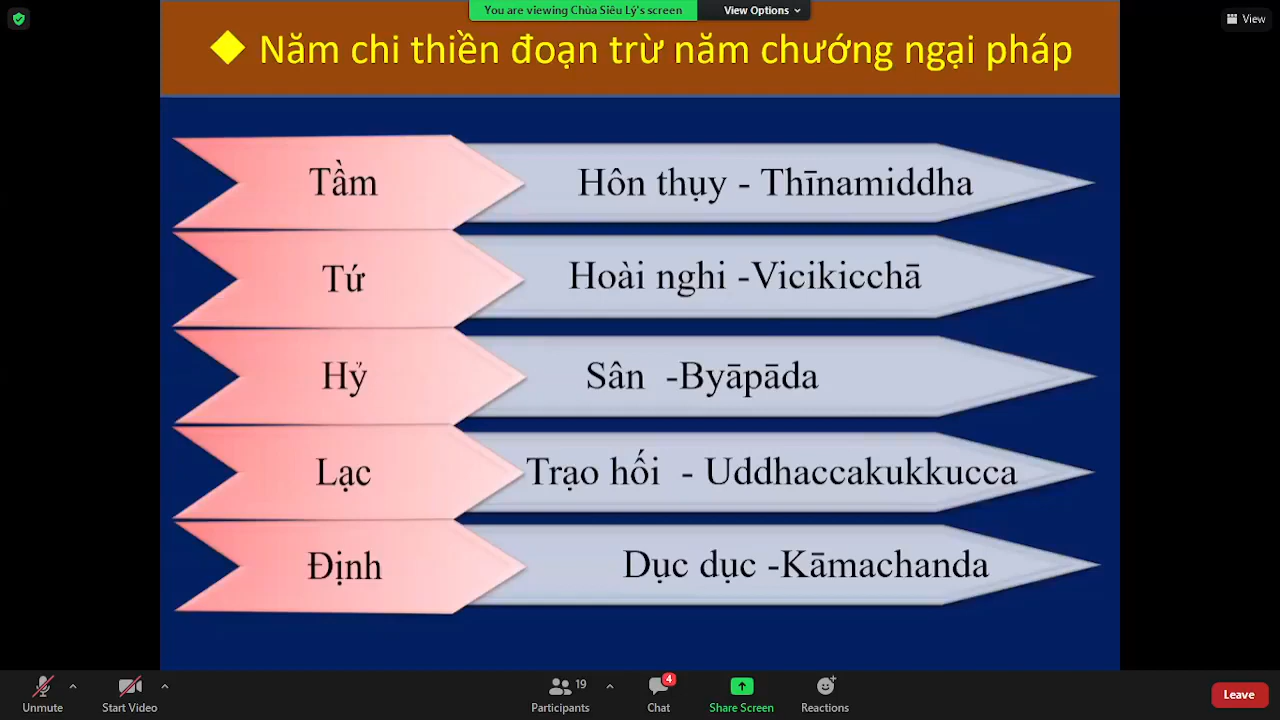 You are viewing Chùa Siêu Lý's screen
View Options
View
Năm chi thiền đoạn trừ năm chướng ngại pháp
Tầm
Hôn thụy - Thīnamiddha
Tứ
Hoài nghi -Vicikicchā
Hỷ
Sân -Byāpāda
Lạc
Trạo hối - Uddhaccakukkucca
Định
Dục dục -Kāmachanda
Unmute
Start Video
19
Participants
4
Chat
Share Screen
Reactions
Leave